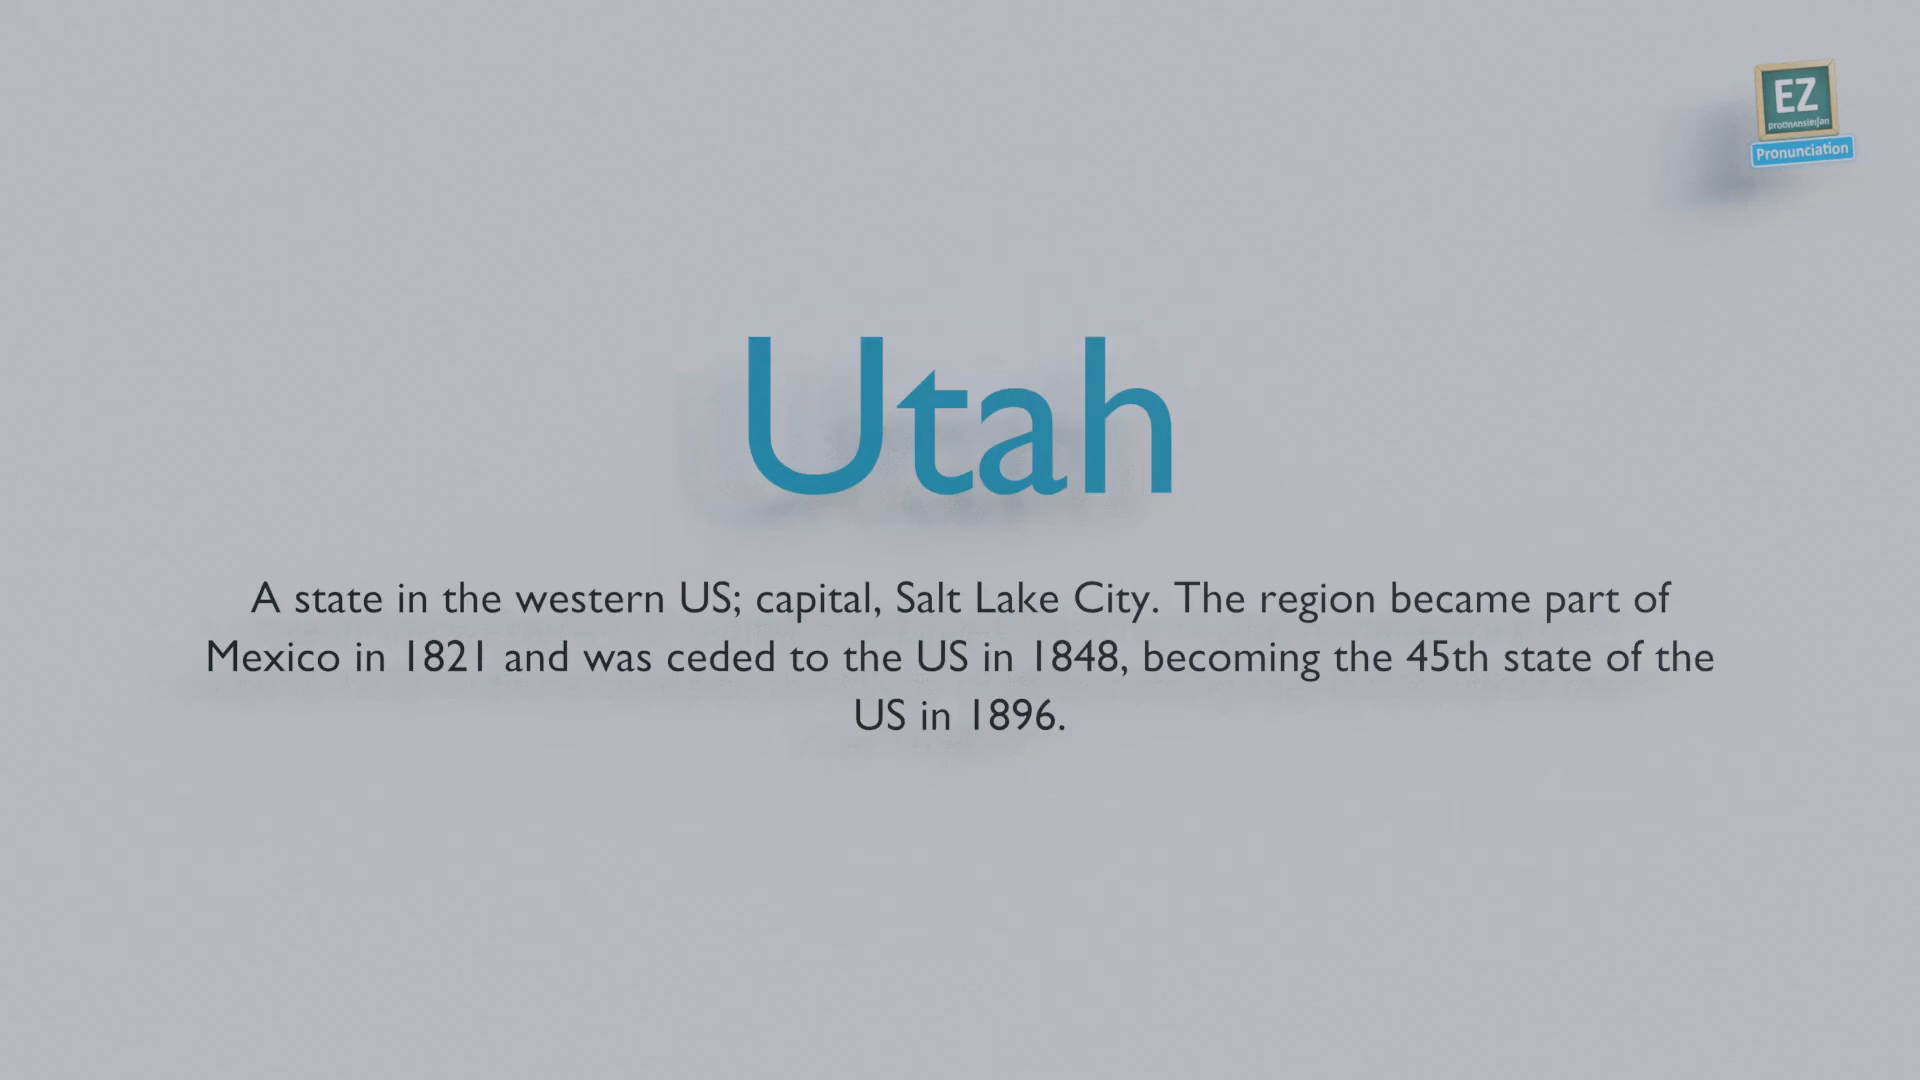 EZ
Pronunciation
Utah
A state in the western US; capital, Salt Lake City. The region became part of
Mexico in 1821 and was ceded to the US in 1848, becoming the 45th state of the
US in 1896.